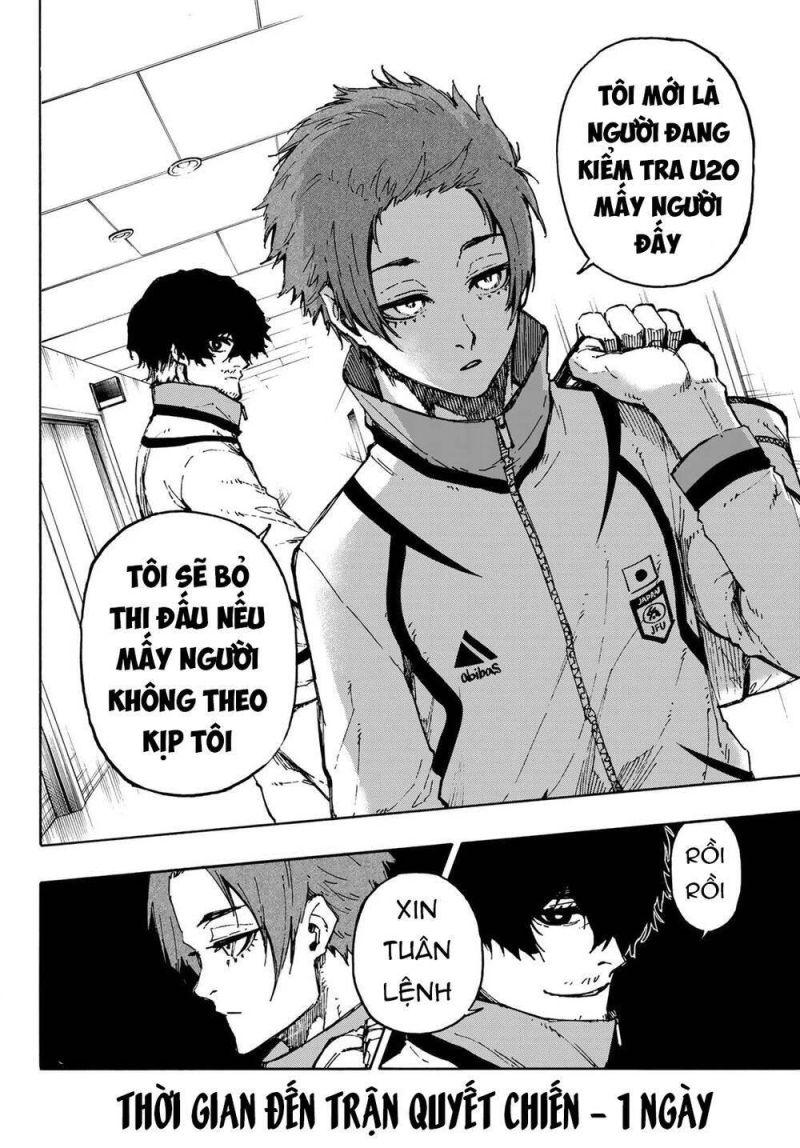 TÔI MỚI LÀ
NGƯỜI ĐANG
KIỂM TRA U20
MẤY NGƯỜI
ĐẤY
TÔI SẼ BỎ
THI ĐẤU NẾU
MẤY NGƯỜI
KHÔNG THEO
KỊP TÔI
JAPAN
JFU
abibas
RỒI
RỒI
XIN
TUÂN
LỆNH
THỜI GIAN ĐẾN TRẬN QUYẾT CHIẾN - 1 NGÀY